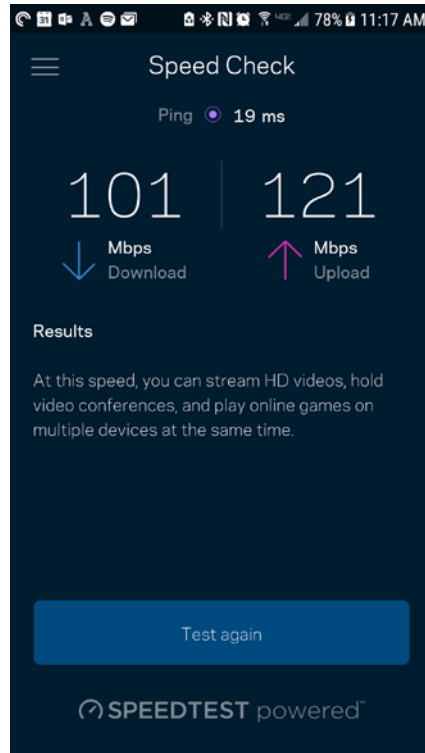 31 78% 11:17 AM
Speed Check
Ping 19 ms
101 121
Mbps Mbps
Download Upload
Results
At this speed, you can stream HD videos, hold
video conferences, and play online games on
multiple devices at the same time.
Test again
SPEEDTEST powered™